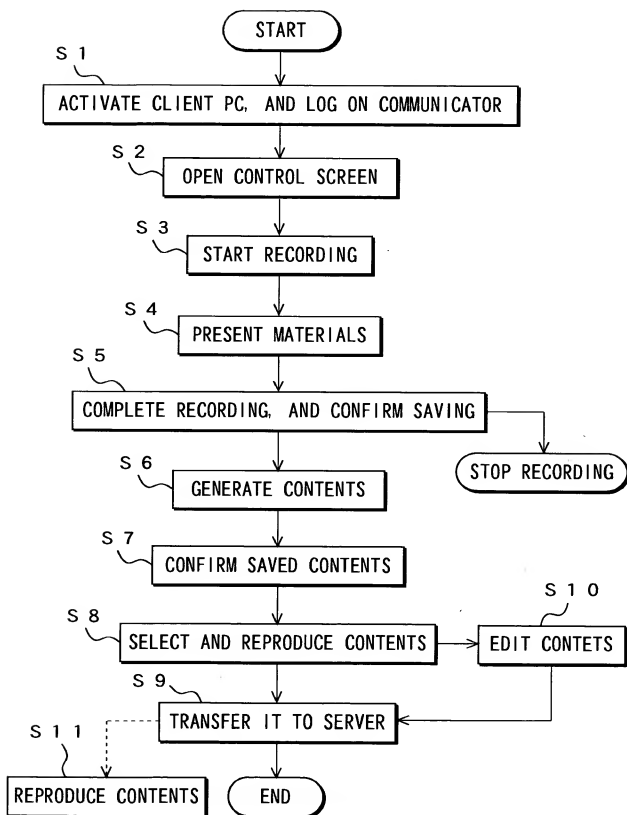 START
S 1
ACTIVATE CLIENT PC, AND LOG ON COMMUNICATOR
S 2
OPEN CONTROL SCREEN
S 3
START RECORDING
S 4
PRESENT MATERIALS
S 5
COMPLETE RECORDING, AND CONFIRM SAVING
STOP RECORDING
S 6
GENERATE CONTENTS
S 7
CONFIRM SAVED CONTENTS
S 8
SELECT AND REPRODUCE CONTENTS
S 1 0
EDIT CONTETS
S 9
TRANSFER IT TO SERVER
S 1 1
REPRODUCE CONTENTS
END